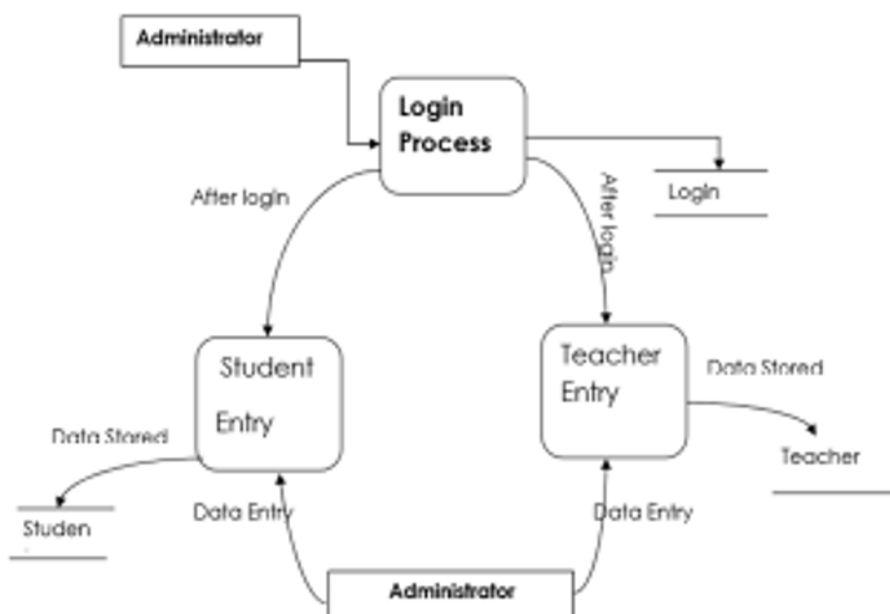 Administrator
Login
Process
After login
After login
Login
Student
Entry
Teacher
Entry
Data Stored
Data Stored
Teacher
Studen
Data Entry
Data Entry
Administrator